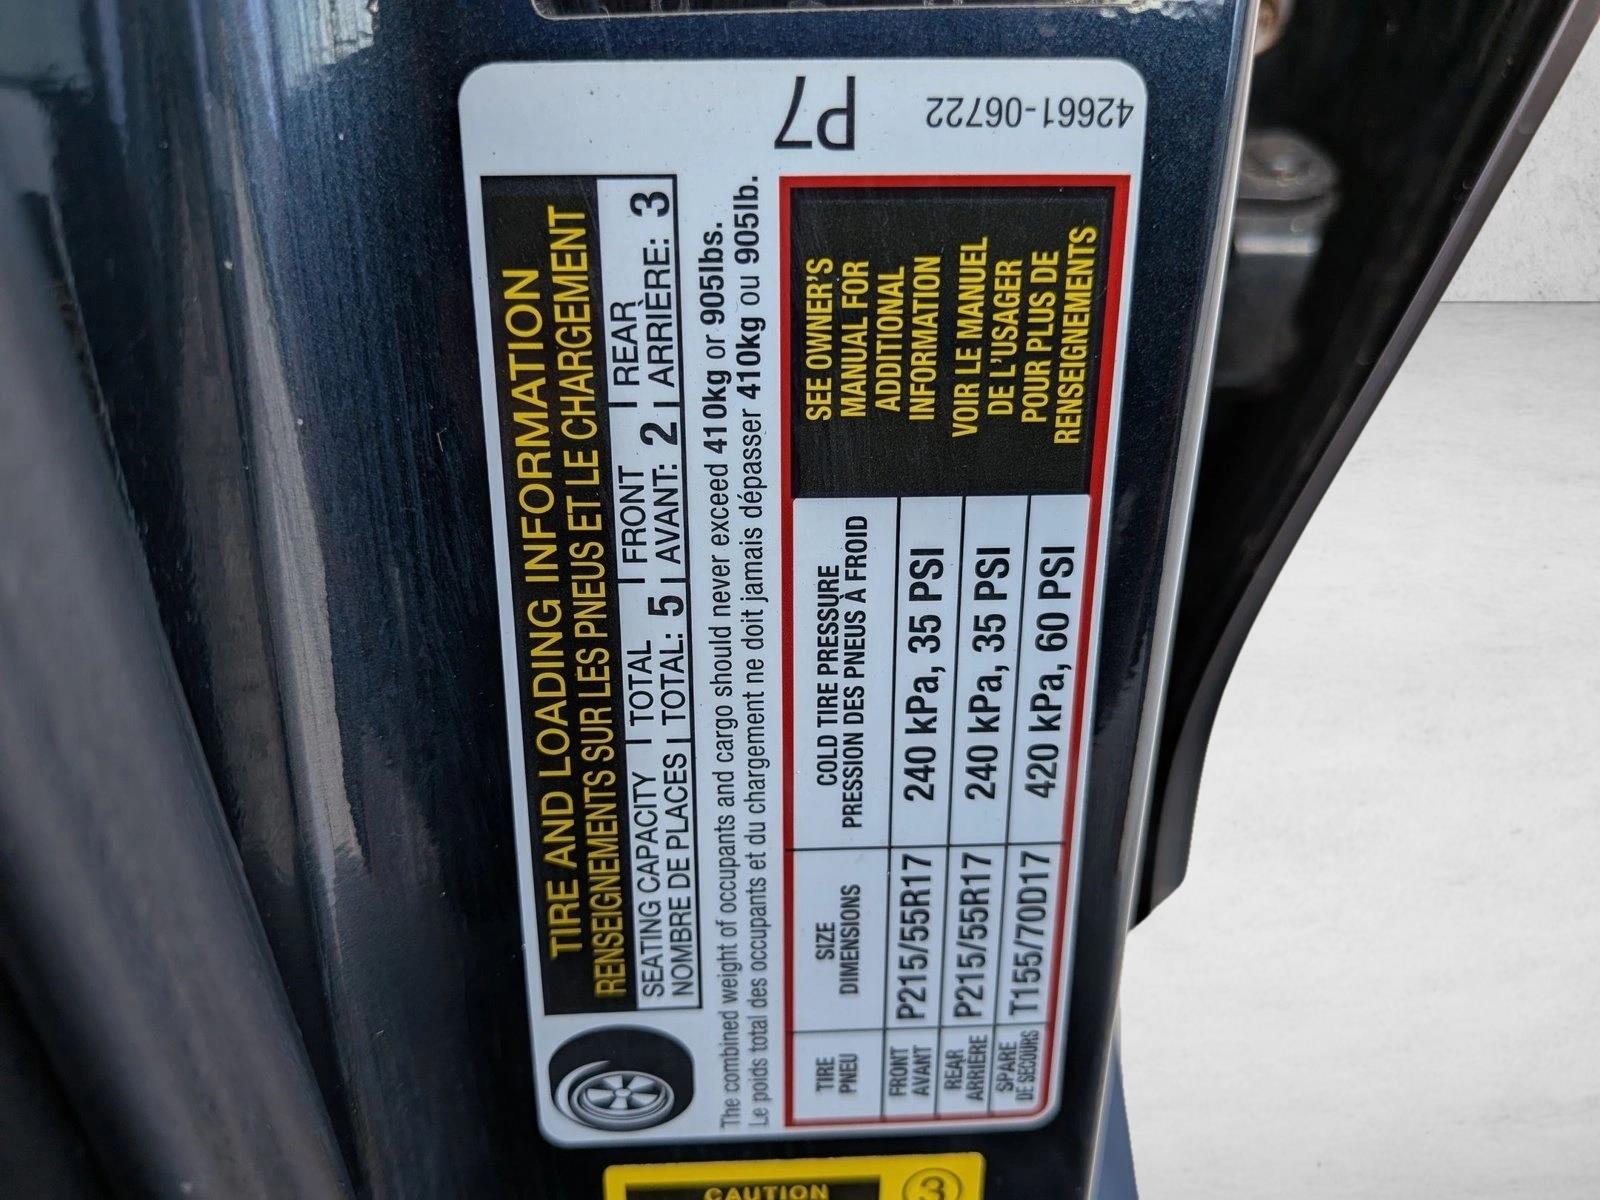 TIRE AND LOADING INFORMATION
RENSEIGNEMENTS SUR LES PNEUS ET LE CHARGEMENT
SEATING CAPACITY | TOTAL | FRONT | REAR
NOMBRE DE PLACES | TOTAL: 5 | AVANT: 2 | ARRIÈRE: 3
The combined weight of occupants and cargo should never exceed 410kg or 905lbs.
Le poids total des occupants et du chargement ne doit jamais dépasser 410kg ou 905lb.
TIRE SIZE COLD TIRE PRESSURE
PNEU DIMENSIONS PRESSION DES PNEUS À FROID
FRONT
AVANT P215/55R17 240 kPa, 35 PSI
REAR
ARRIÈRE P215/55R17 240 kPa, 35 PSI
SPARE
DE SECOURS T155/70D17 420 kPa, 60 PSI
SEE OWNER'S
MANUAL FOR
ADDITIONAL
INFORMATION
VOIR LE MANUEL
DE L'USAGER
POUR PLUS DE
RENSEIGNEMENTS
P7
42661-06722
CAUTION
3